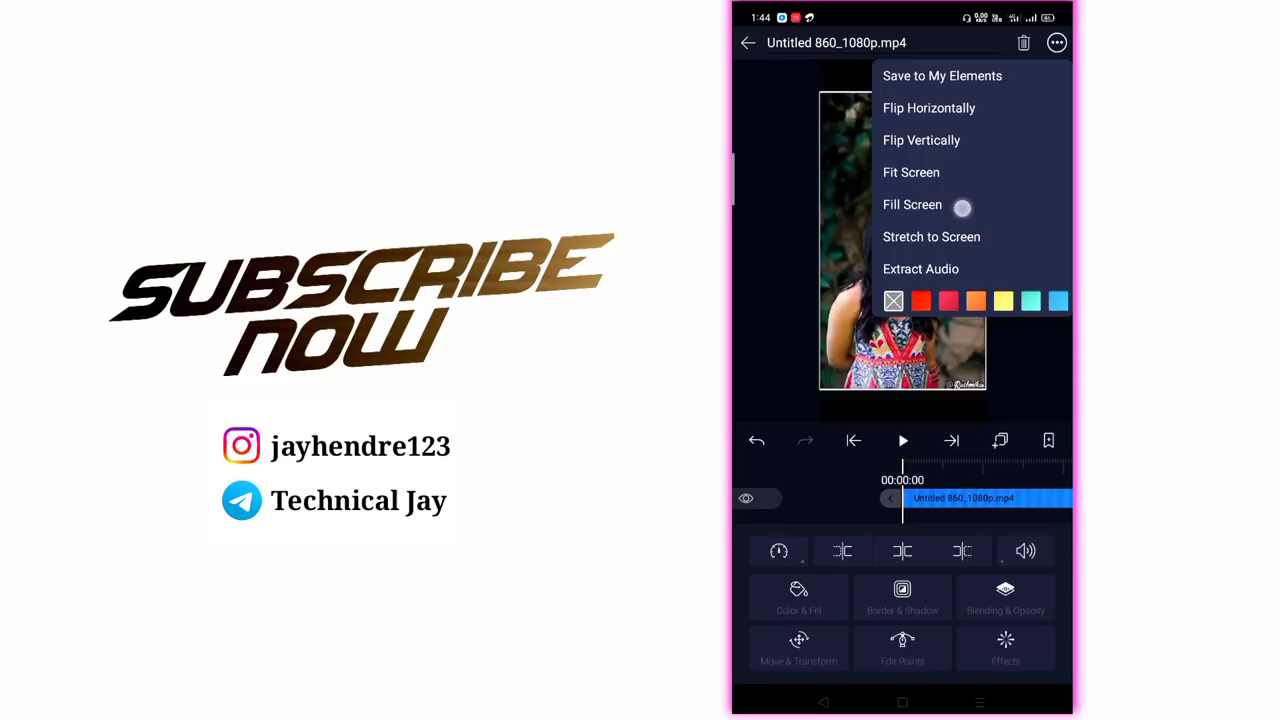 SUBSCRIBE
NOW
jayhendre123
Technical Jay
1:44
Untitled 860_1080p.mp4
Save to My Elements
Flip Horizontally
Flip Vertically
Fit Screen
Fill Screen
Stretch to Screen
Extract Audio
00:00:00
Untitled 860_1080p.mp4
Color & Fill
Border & Shadow
Blending & Opacity
Move & Transform
Edit Points
Effects